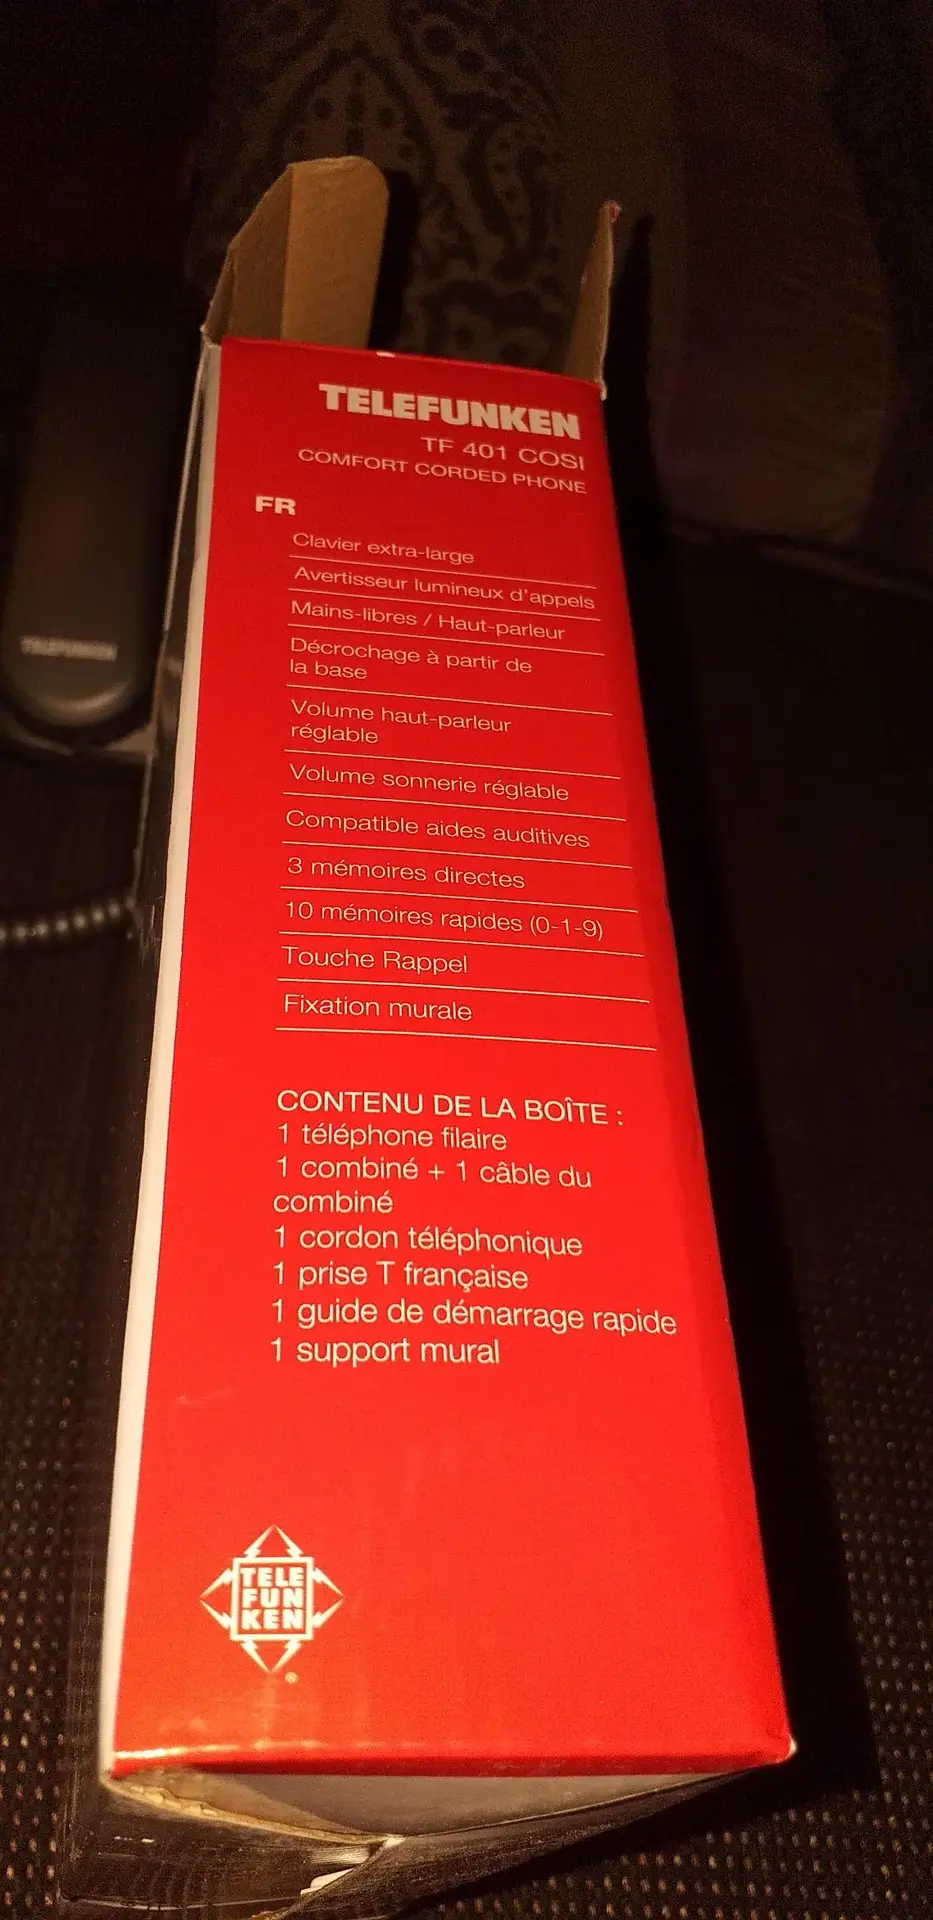 TELEFUNKEN
TF 401 COSI
COMFORT CORDED PHONE
FR
Clavier extra-large
Avertisseur lumineux d'appels
Mains-libres / Haut-parleur
Décrochage à partir de
la base
Volume haut-parleur
réglable
Volume sonnerie réglable
Compatible aides auditives
3 mémoires directes
10 mémoires rapides (0-1-9)
Touche Rappel
Fixation murale
CONTENU DE LA BOÎTE :
1 téléphone filaire
1 combiné + 1 câble du
combiné
1 cordon téléphonique
1 prise T française
1 guide de démarrage rapide
1 support mural
TELE
FUN
KEN
TELEFUNKEN